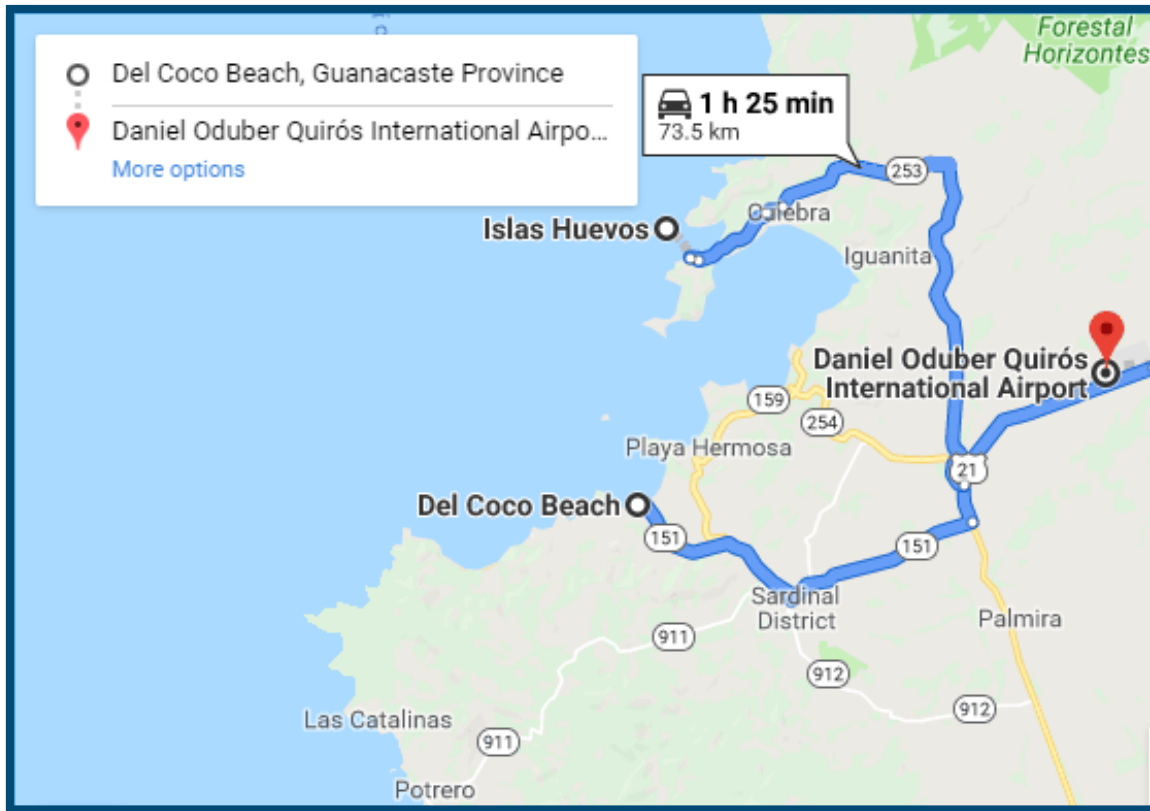 Del Coco Beach, Guanacaste Province
Daniel Oduber Quirós International Airpo...
More options
Forestal
Horizontes
1 h 25 min
73.5 km
253
Islas Huevos
Culebra
Iguanita
Daniel Oduber Quirós
International Airport
159
254
Playa Hermosa
21
Del Coco Beach
151
151
Sardinal
District
Palmira
911
912
912
Las Catalinas
911
Potrero